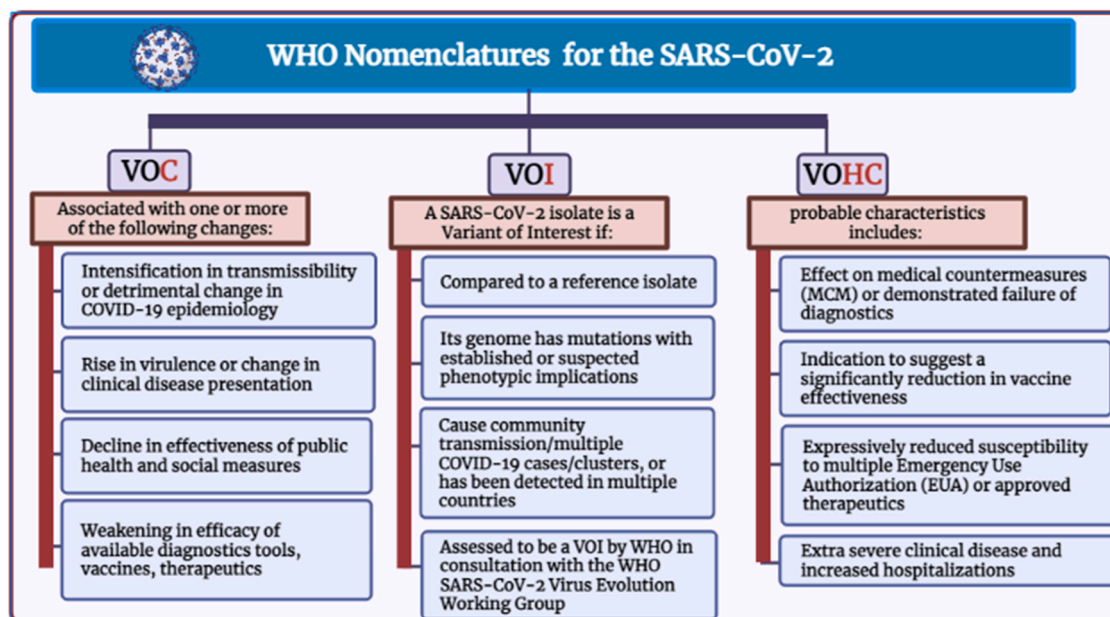 WHO Nomenclatures for the SARS-CoV-2
VOC
Associated with one or more
of the following changes:
Intensification in transmissibility
or detrimental change in
COVID-19 epidemiology
Rise in virulence or change in
clinical disease presentation
Decline in effectiveness of public
health and social measures
Weakening in efficacy of
available diagnostics tools,
vaccines, therapeutics
VOI
A SARS-CoV-2 isolate is a
Variant of Interest if:
Compared to a reference isolate
Its genome has mutations with
established or suspected
phenotypic implications
Cause community
transmission/multiple
COVID-19 cases/clusters, or
has been detected in multiple
countries
Assessed to be a VOI by WHO in
consultation with the WHO
SARS-CoV-2 Virus Evolution
Working Group
VOHC
probable characteristics
includes:
Effect on medical countermeasures
(MCM) or demonstrated failure of
diagnostics
Indication to suggest a
significantly reduction in vaccine
effectiveness
Expressively reduced susceptibility
to multiple Emergency Use
Authorization (EUA) or approved
therapeutics
Extra severe clinical disease and
increased hospitalizations